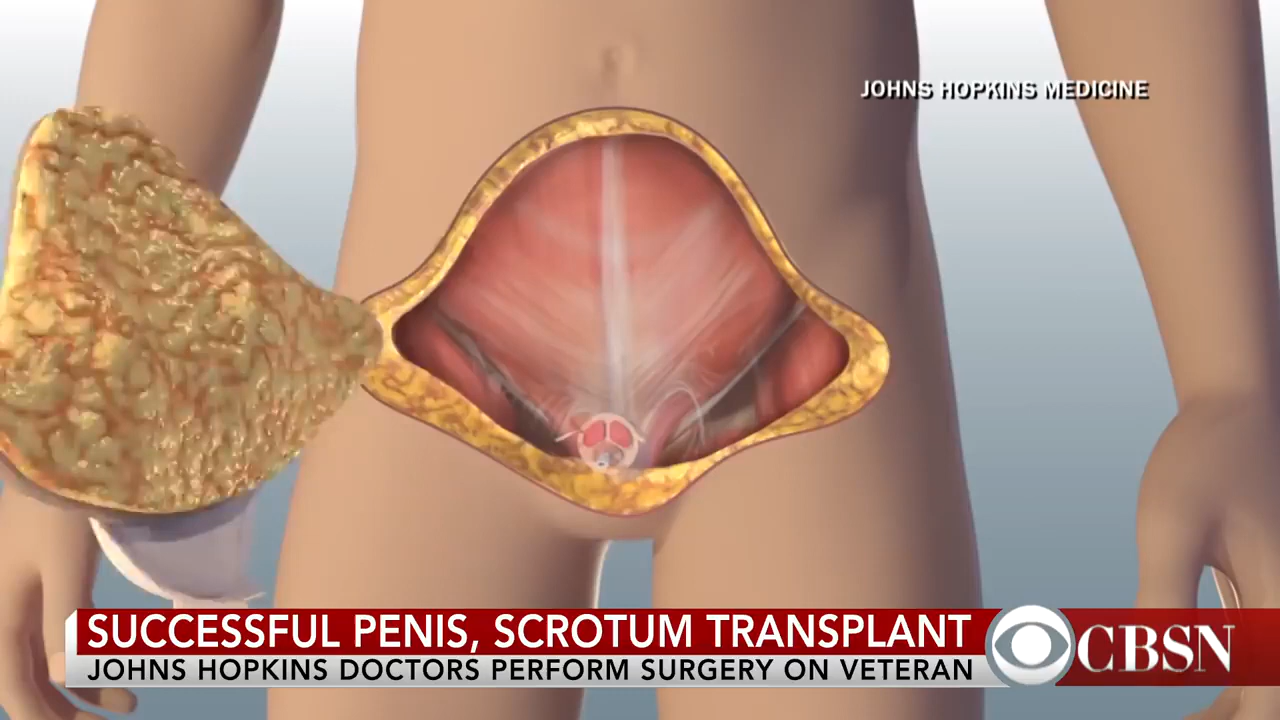 JOHNS HOPKINS MEDICINE
SUCCESSFUL PENIS, SCROTUM TRANSPLANT
JOHNS HOPKINS DOCTORS PERFORM SURGERY ON VETERAN
CBSN